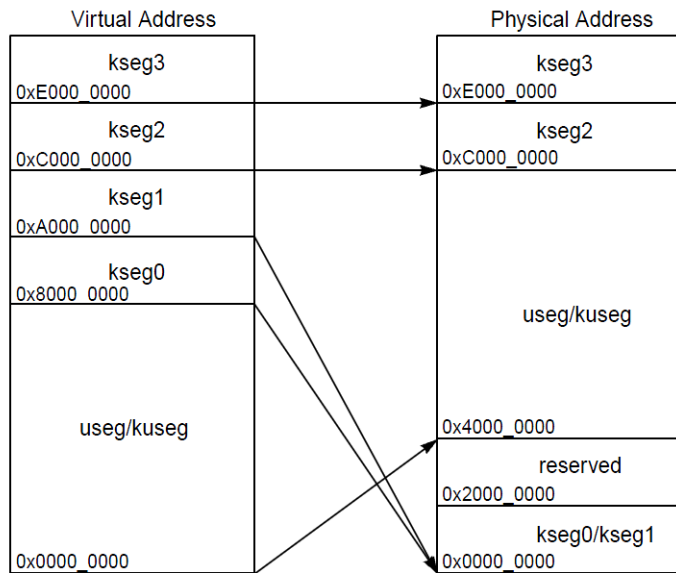 Virtual Address
kseg3
0xE000_0000
kseg2
0xC000_0000
kseg1
0xA000_0000
kseg0
0x8000_0000
useg/kuseg
0x0000_0000
Physical Address
kseg3
0xE000_0000
kseg2
0xC000_0000
useg/kuseg
0x4000_0000
reserved
0x2000_0000
kseg0/kseg1
0x0000_0000